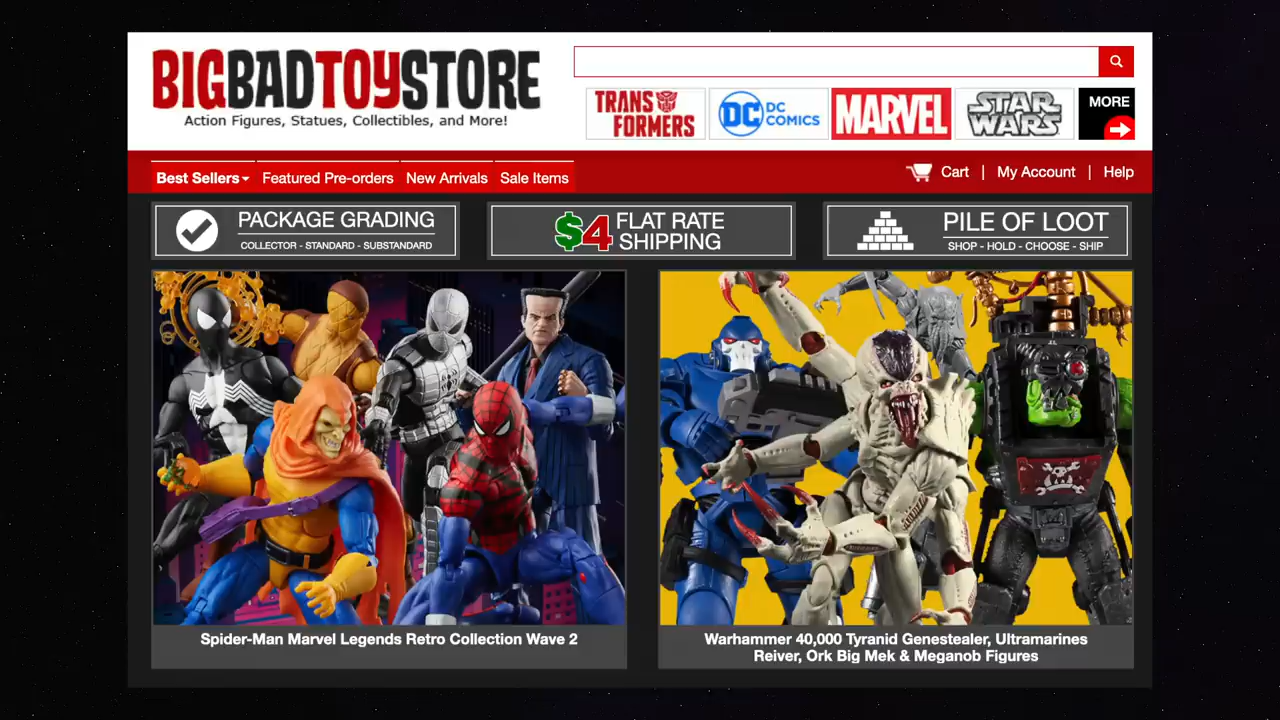 BIGBADTOYSTORE
Action Figures, Statues, Collectibles, and More!
TRANSFORMERS
DC DC COMICS
MARVEL
STAR WARS
MORE
Best Sellers
Featured Pre-orders
New Arrivals
Sale Items
Cart | My Account | Help
PACKAGE GRADING
COLLECTOR - STANDARD - SUBSTANDARD
$4 FLAT RATE
SHIPPING
PILE OF LOOT
SHOP - HOLD - CHOOSE - SHIP
Spider-Man Marvel Legends Retro Collection Wave 2
Warhammer 40,000 Tyranid Genestealer, Ultramarines
Reiver, Ork Big Mek & Meganob Figures